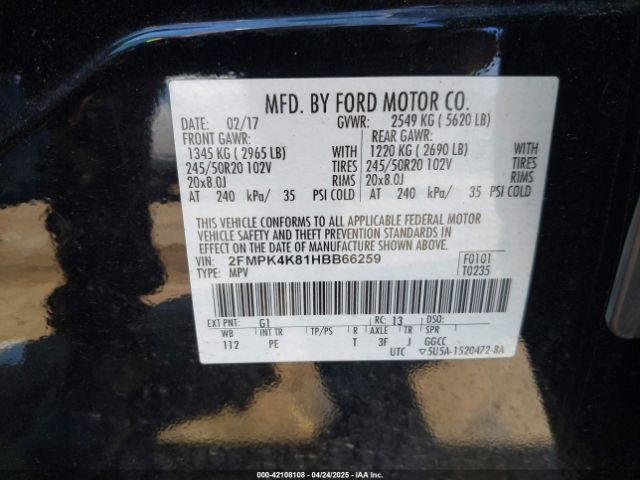 MFD. BY FORD MOTOR CO.
DATE: 02/17 GVWR: 2549 KG ( 5620 LB)
FRONT GAWR: REAR GAWR:
1345 KG ( 2965 LB) WITH 1220 KG ( 2690 LB) WITH
245/50R20 102V TIRES 245/50R20 102V TIRES
20x8.0J RIMS 20x8.0J RIMS
AT 240 kPa/ 35 PSI COLD AT 240 kPa/ 35 PSI COLD
THIS VEHICLE CONFORMS TO ALL APPLICABLE FEDERAL MOTOR
VEHICLE SAFETY AND THEFT PREVENTION STANDARDS IN
EFFECT ON THE DATE OF MANUFACTURE SHOWN ABOVE.
VIN: 2FMPK4K81HBB66259 F0101
TYPE: MPV T0235
EXT PNT: G1 RC: 13 DSO:
WB INT TR TP/PS R AXLE TR SPR
112 PE T 3F J GGCC
UTC ▽5U5A-1520472-BA
000-42108108 - 04/24/2025 - IAA, Inc.